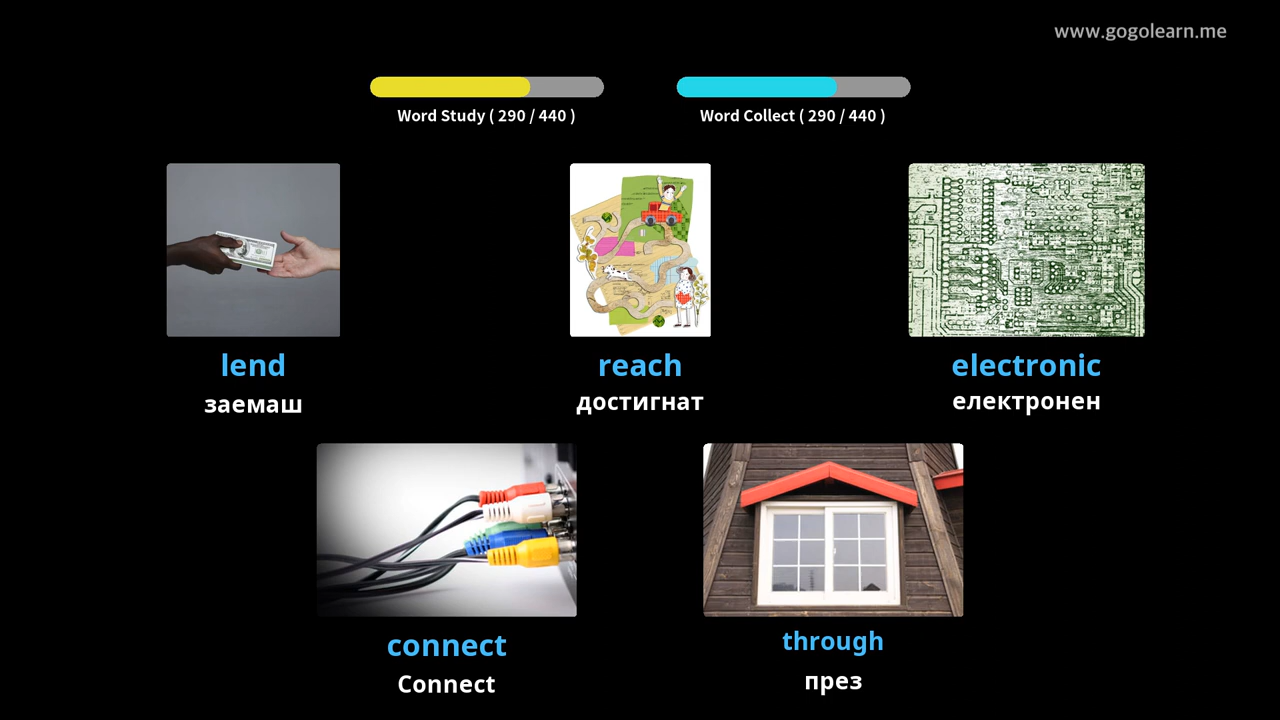 www.gogolearn.me
Word Study ( 290 / 440 )
Word Collect ( 290 / 440 )
lend
заемаш
reach
достигнат
electronic
електронен
connect
Connect
through
през